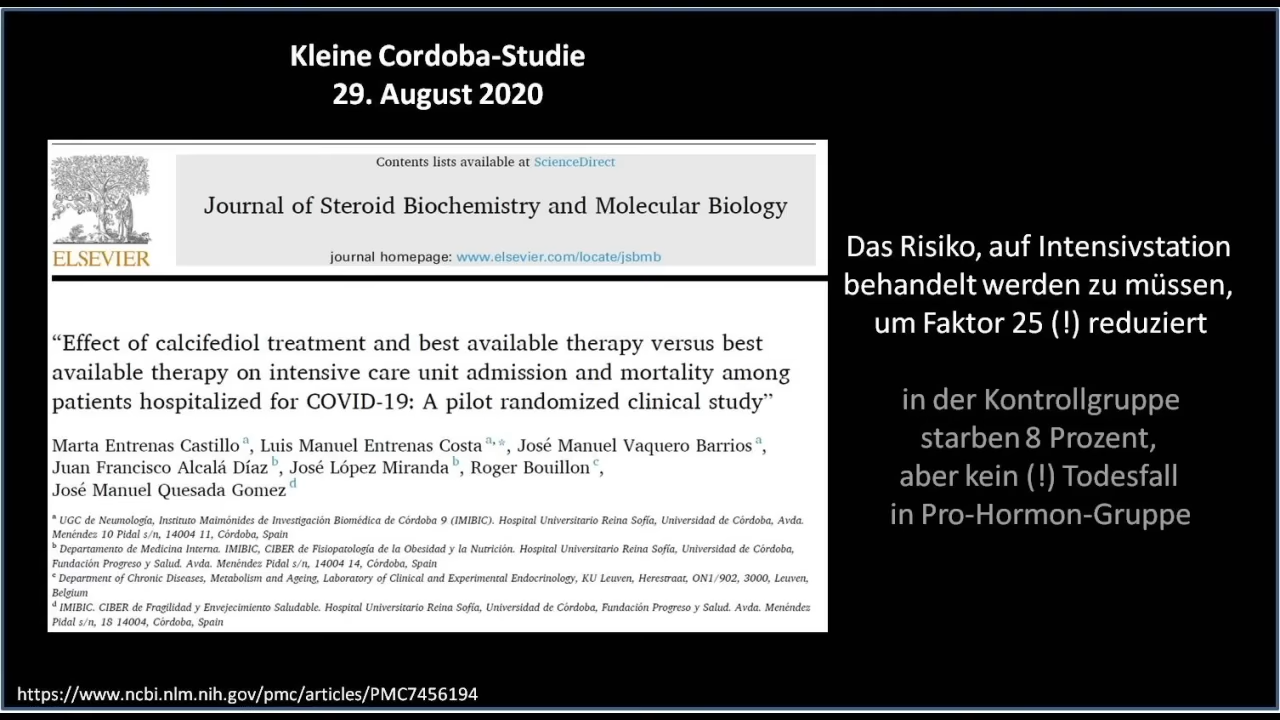 Kleine Cordoba-Studie
29. August 2020
Contents lists available at ScienceDirect
Journal of Steroid Biochemistry and Molecular Biology
journal homepage: www.elsevier.com/locate/jsbmb
ELSEVIER
“Effect of calcifediol treatment and best available therapy versus best
available therapy on intensive care unit admission and mortality among
patients hospitalized for COVID-19: A pilot randomized clinical study”
Marta Entrenas Castillo a, Luis Manuel Entrenas Costa a,*, José Manuel Vaquero Barrios a,
Juan Francisco Alcalá Díaz b, José López Miranda b, Roger Bouillon c,
José Manuel Quesada Gomez d
a UGC de Neumología, Instituto Maimónides de Investigación Biomédica de Córdoba 9 (IMIBIC). Hospital Universitario Reina Sofía, Universidad de Córdoba, Avda.
Menéndez 10 Pidal s/n, 14004 11, Córdoba, Spain
b Departamento de Medicina Interna. IMIBIC, CIBER de Fisiopatología de la Obesidad y la Nutrición. Hospital Universitario Reina Sofía, Universidad de Córdoba,
Fundación Progreso y Salud. Avda. Menéndez Pidal s/n, 14004 14, Córdoba, Spain
c Department of Chronic Diseases, Metabolism and Ageing, Laboratory of Clinical and Experimental Endocrinology, KU Leuven, Herestraat, ON1/902, 3000, Leuven,
Belgium
d IMIBIC. CIBER de Fragilidad y Envejecimiento Saludable. Hospital Universitario Reina Sofía, Universidad de Córdoba, Fundación Progreso y Salud. Avda. Menéndez
Pidal s/n, 18 14004, Córdoba, Spain
Das Risiko, auf Intensivstation
behandelt werden zu müssen,
um Faktor 25 (!) reduziert
in der Kontrollgruppe
starben 8 Prozent,
aber kein (!) Todesfall
in Pro-Hormon-Gruppe
https://www.ncbi.nlm.nih.gov/pmc/articles/PMC7456194